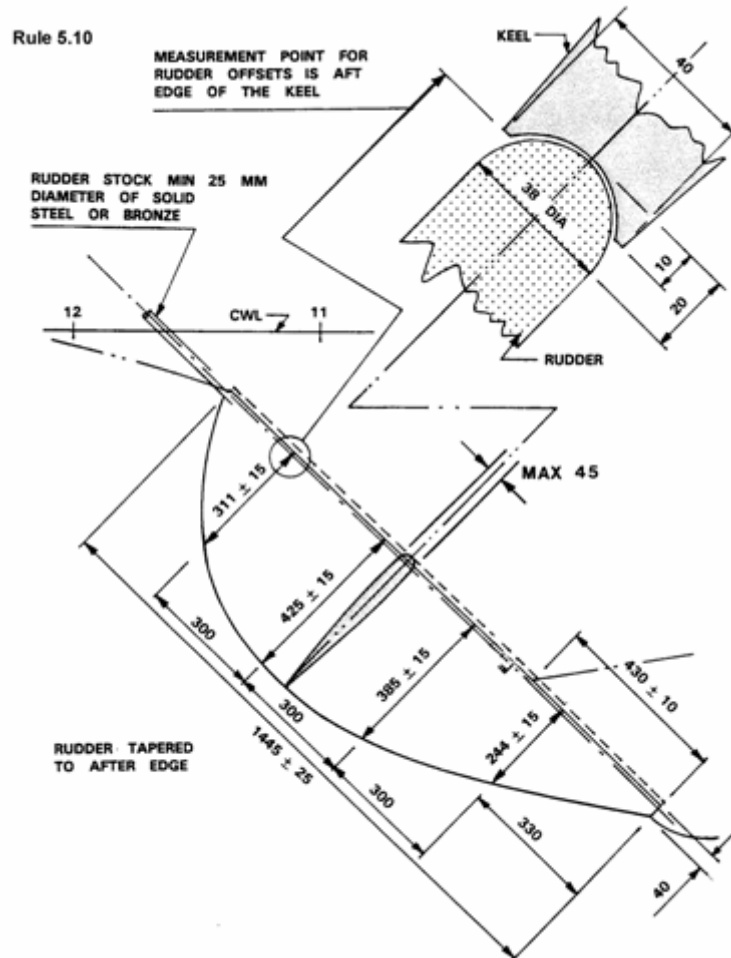 Rule 5.10
MEASUREMENT POINT FOR
RUDDER OFFSETS IS AFT
EDGE OF THE KEEL
KEEL
40
RUDDER STOCK MIN 25 MM
DIAMETER OF SOLID
STEEL OR BRONZE
38 DIA
10
20
12
CWL
11
RUDDER
MAX 45
311 ± 15
425 ± 15
300
385 ± 15
430 ± 10
300
244 ± 15
1445 ± 25
RUDDER TAPERED
TO AFTER EDGE
300
330
40